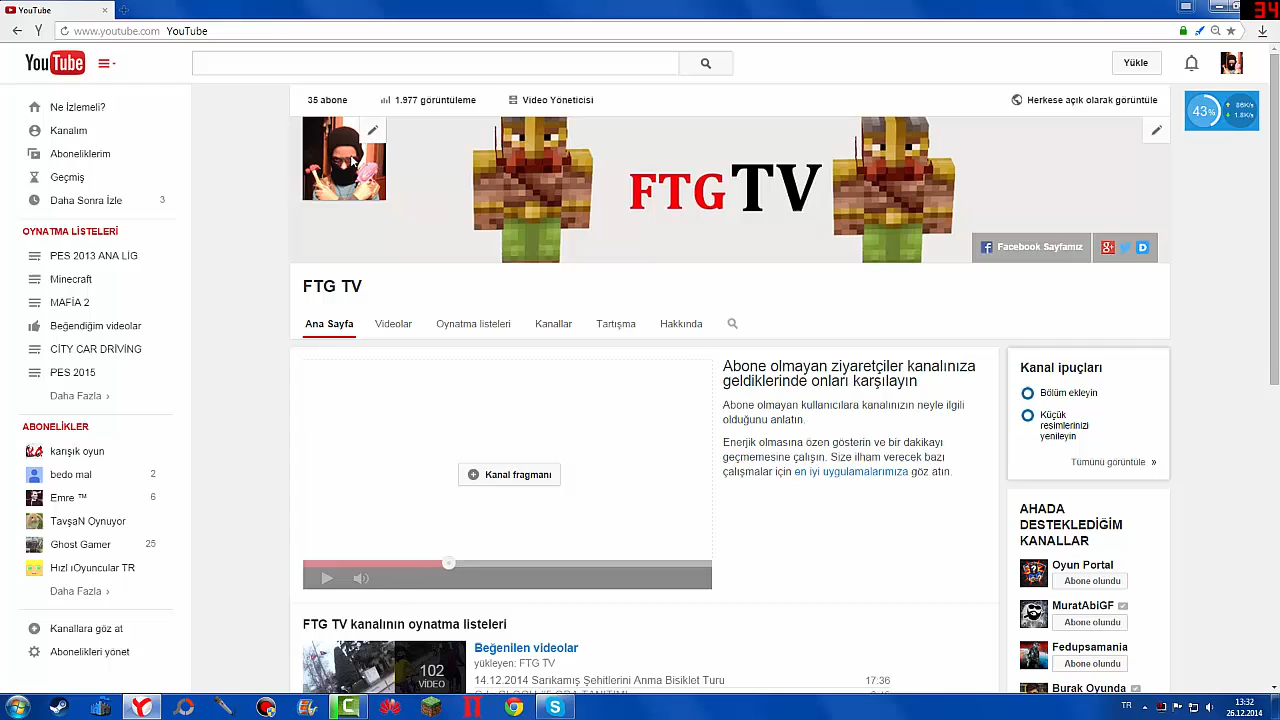 YouTube
34
www.youtube.com YouTube
YouTube
Yükle
35 abone
1.977 görüntüleme
Video Yöneticisi
Herkese açık olarak görüntüle
43%
86K/s
1.8K/s
Ne İzlemeli?
Kanalım
Aboneliklerim
Geçmiş
Daha Sonra İzle 3
OYNATMA LİSTELERİ
PES 2013 ANA LİG
Minecraft
MAFİA 2
Beğendiğim videolar
CİTY CAR DRİVİNG
PES 2015
Daha Fazla ›
ABONELİKLER
karışık oyun
bedo mal 2
Emre ™ 6
TavşaN Oynuyor
Ghost Gamer 25
Hızl ıOyuncular TR
Daha Fazla ›
Kanallara göz at
Abonelikleri yönet
FTG TV
Facebook Sayfamız
FTG TV
Ana Sayfa
Videolar
Oynatma listeleri
Kanallar
Tartışma
Hakkında
Kanal fragmanı
Abone olmayan ziyaretçiler kanalınıza
geldiklerinde onları karşılayın
Abone olmayan kullanıcılara kanalınızın neyle ilgili
olduğunu anlatın.
Enerjik olmasına özen gösterin ve bir dakikayı
geçmemesine çalışın. Size ilham verecek bazı
çalışmalar için en iyi uygulamalarımıza göz atın.
FTG TV kanalının oynatma listeleri
102
VİDEO
Beğenilen videolar
yükleyen: FTG TV
14.12.2014 Sarıkamış Şehitlerini Anma Bisiklet Turu 17:36
Kanal ipuçları
Bölüm ekleyin
Küçük
resimlerinizi
yenileyin
Tümünü görüntüle »
AHADA
DESTEKLEDİĞİM
KANALLAR
Oyun Portal
Abone olundu
MuratAbiGF
Abone olundu
Fedupsamania
Abone olundu
Burak Oyunda
TR
13:32
26.12.2014